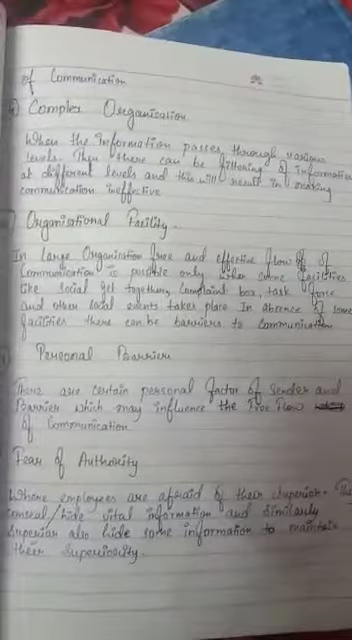 of Communication
Complex Organisation
When the Information passes through various
levels. Then there can be filtering of information
at different levels and this will result in making
communication ineffective
Organisational Facility.
In large Organisation free and effective flow of of
Communication is possible only when some facilities
like social get together, complaint box, task force
and other local events takes place In absence of some
facilities there can be barriers to communication
Personal Barrier
There are certain personal factor of Sender and
Barrier which may influence the Free Flow
of Communication
Fear of Authority
Where employees are afraid of their Superior. Th
conseal/hide vital information and similarly
Superior also hide some information to maintain
their Superiority.